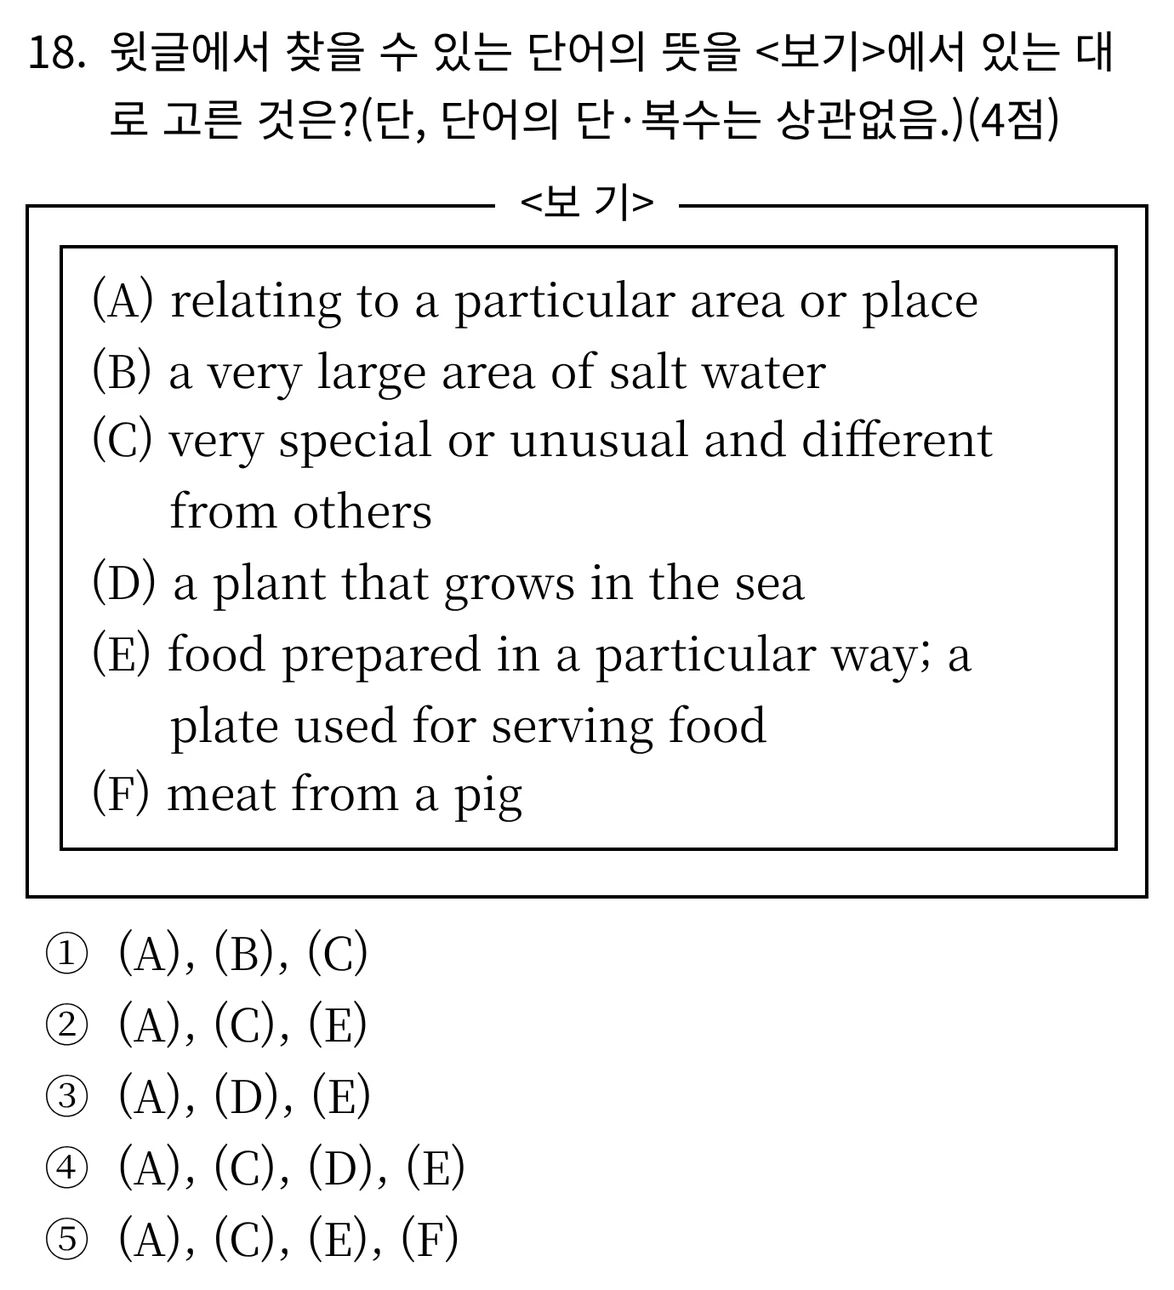 18. 윗글에서 찾을 수 있는 단어의 뜻을 <보기>에서 있는 대
로 고른 것은?(단, 단어의 단·복수는 상관없음.)(4점)
<보 기>
(A) relating to a particular area or place
(B) a very large area of salt water
(C) very special or unusual and different
from others
(D) a plant that grows in the sea
(E) food prepared in a particular way; a
plate used for serving food
(F) meat from a pig
① (A), (B), (C)
② (A), (C), (E)
③ (A), (D), (E)
④ (A), (C), (D), (E)
⑤ (A), (C), (E), (F)